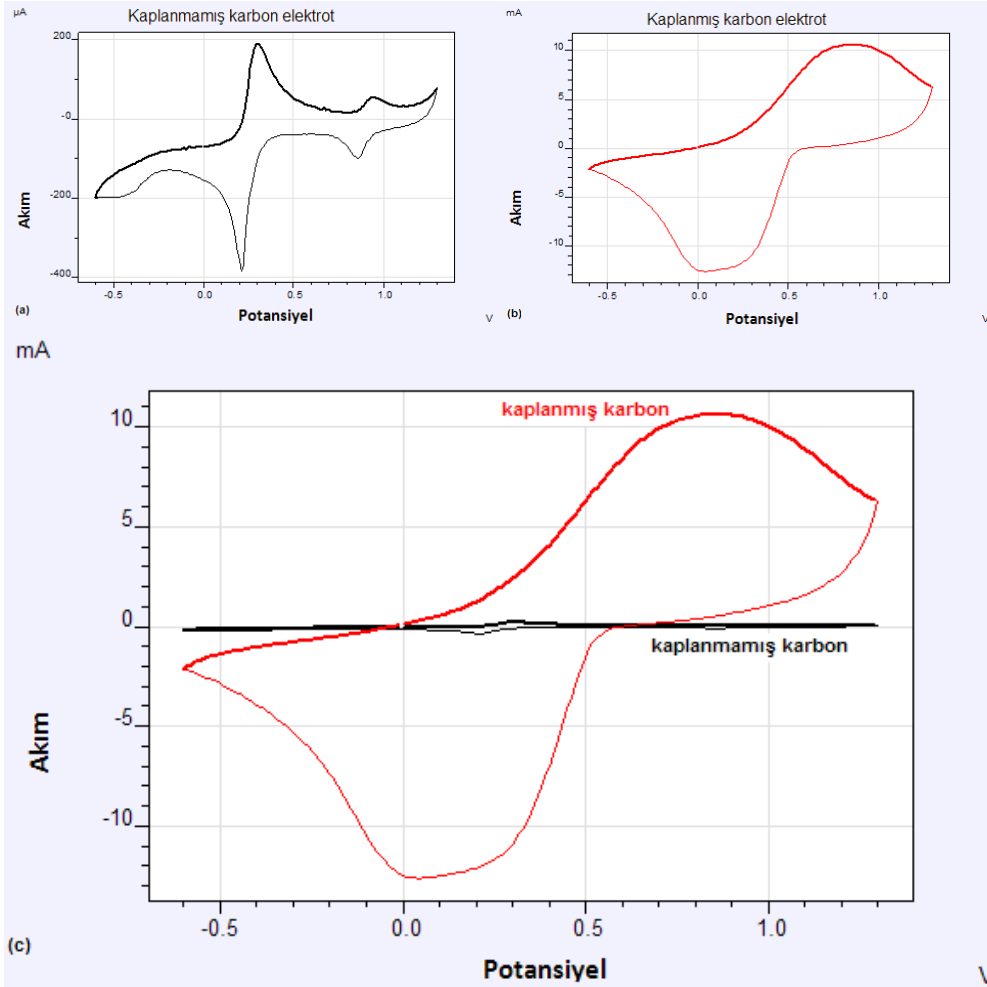 µA
Kaplanmamış karbon elektrot
200
-0
-200
-400
Akım
-0.5 0.0 0.5 1.0
(a)
Potansiyel
V
mA
Kaplanmış karbon elektrot
10
5
0
-5
-10
Akım
-0.5 0.0 0.5 1.0
(b)
Potansiyel
V
mA
kaplanmış karbon
10
5
0
kaplanmamış karbon
-5
-10
Akım
-0.5 0.0 0.5 1.0
(c)
Potansiyel
V